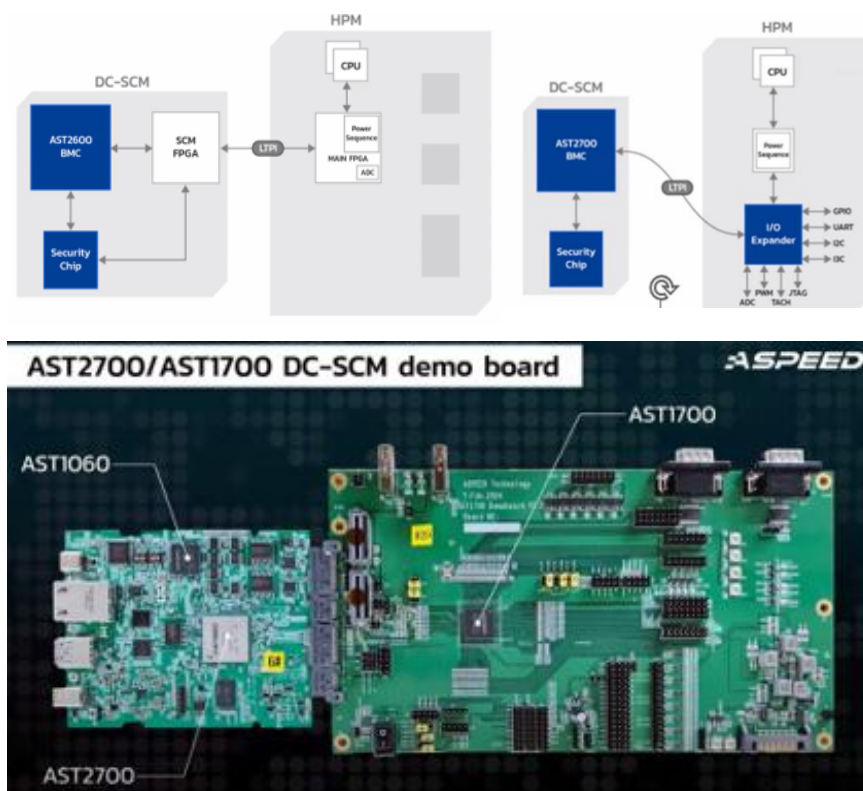 HPM
DC-SCM
CPU
AST2600
BMC
SCM
FPGA
LTPI
Power
Sequence
MAIN FPGA
ADC
Security
Chip
HPM
DC-SCM
CPU
AST2700
BMC
Power
Sequence
LTPI
I/O
Expander
GPIO
UART
I2C
I3C
Security
Chip
ADC
PWM
TACH
JTAG
AST2700/AST1700 DC-SCM demo board
ASPEED
AST1700
AST1060
ASPEED Technology
AST2700